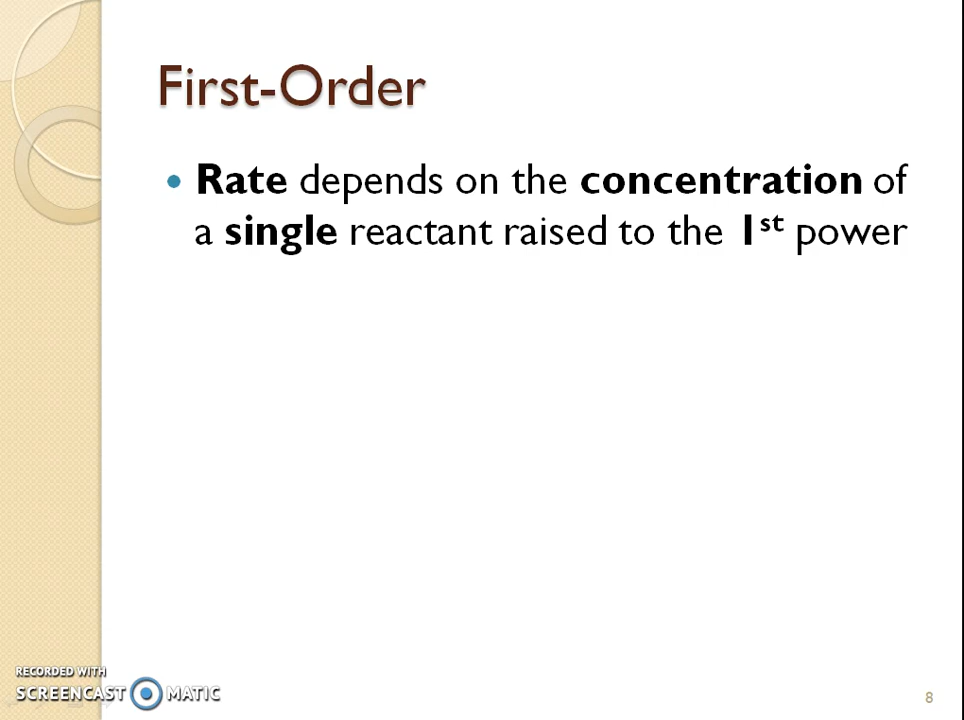 First-Order
• Rate depends on the concentration of
a single reactant raised to the 1st power
RECORDED WITH
SCREENCAST MATIC
8